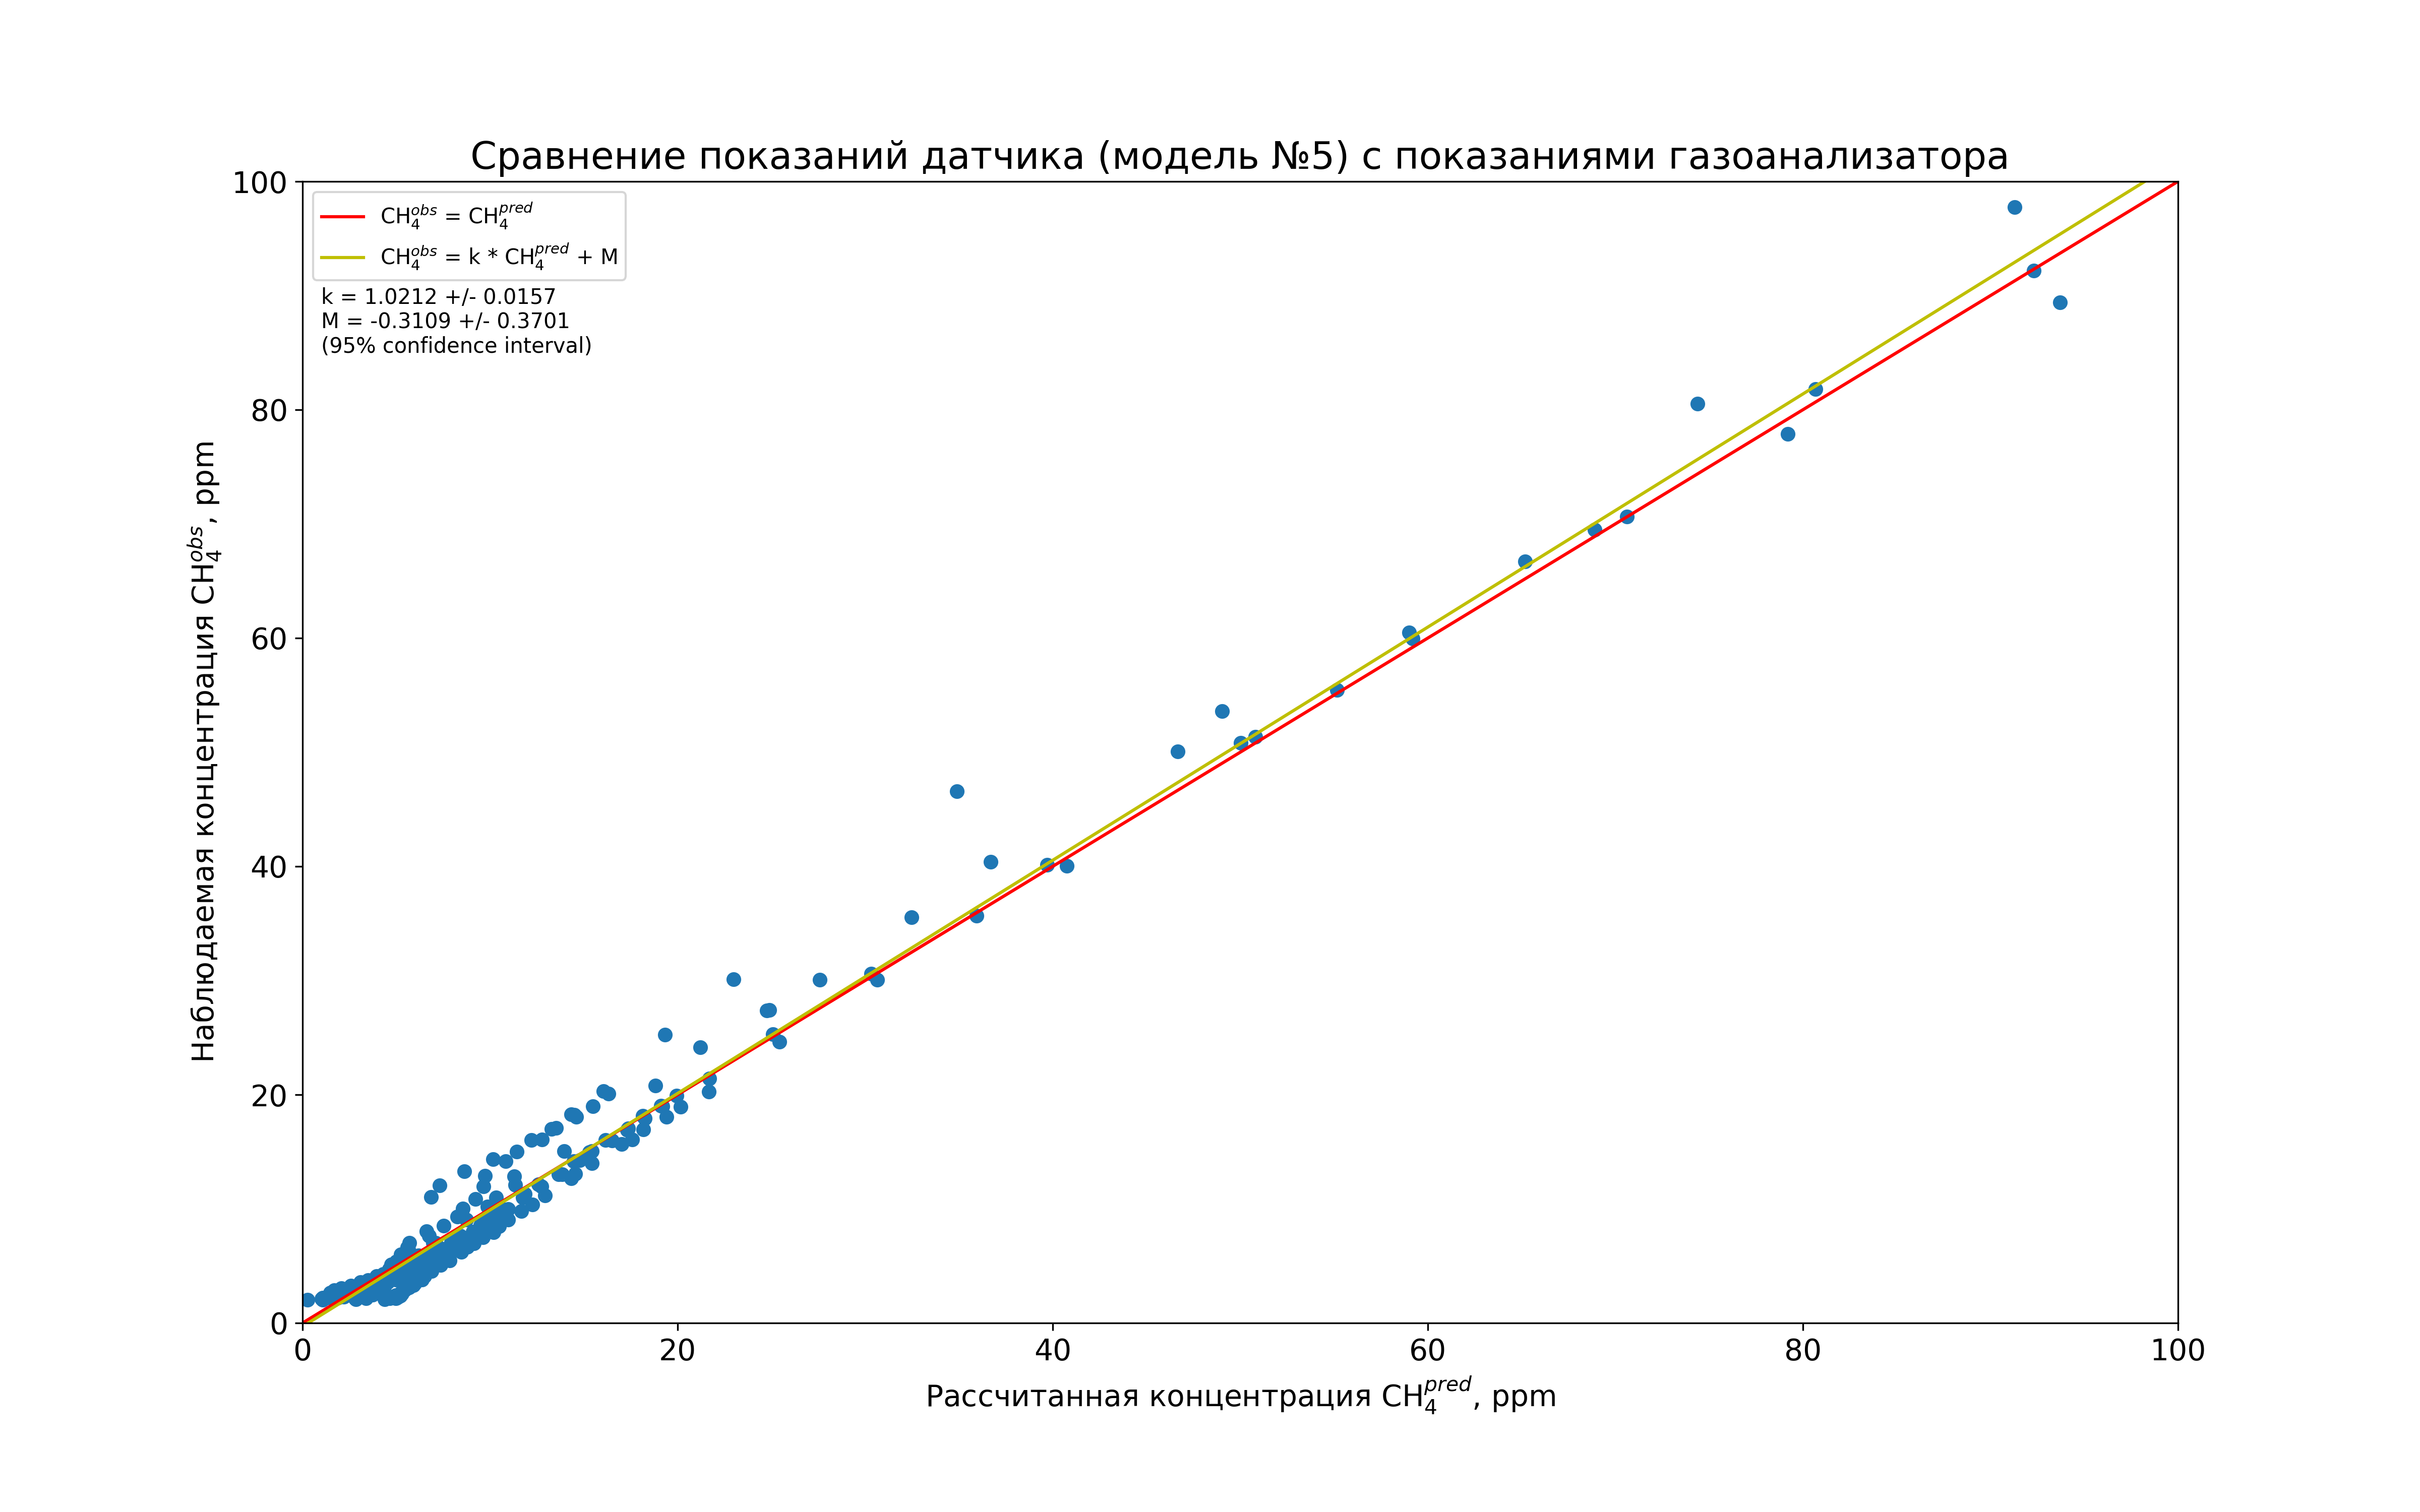 Сравнение показаний датчика (модель №5) с показаниями газоанализатора
CH₄ᵒᵇˢ = CH₄ᵖʳᵉᵈ
CH₄ᵒᵇˢ = k * CH₄ᵖʳᵉᵈ + M
k = 1.0212 +/- 0.0157
M = -0.3109 +/- 0.3701
(95% confidence interval)
Наблюдаемая концентрация CH₄ᵒᵇˢ, ppm
100
80
60
40
20
0
0 20 40 60 80 100
Рассчитанная концентрация CH₄ᵖʳᵉᵈ, ppm